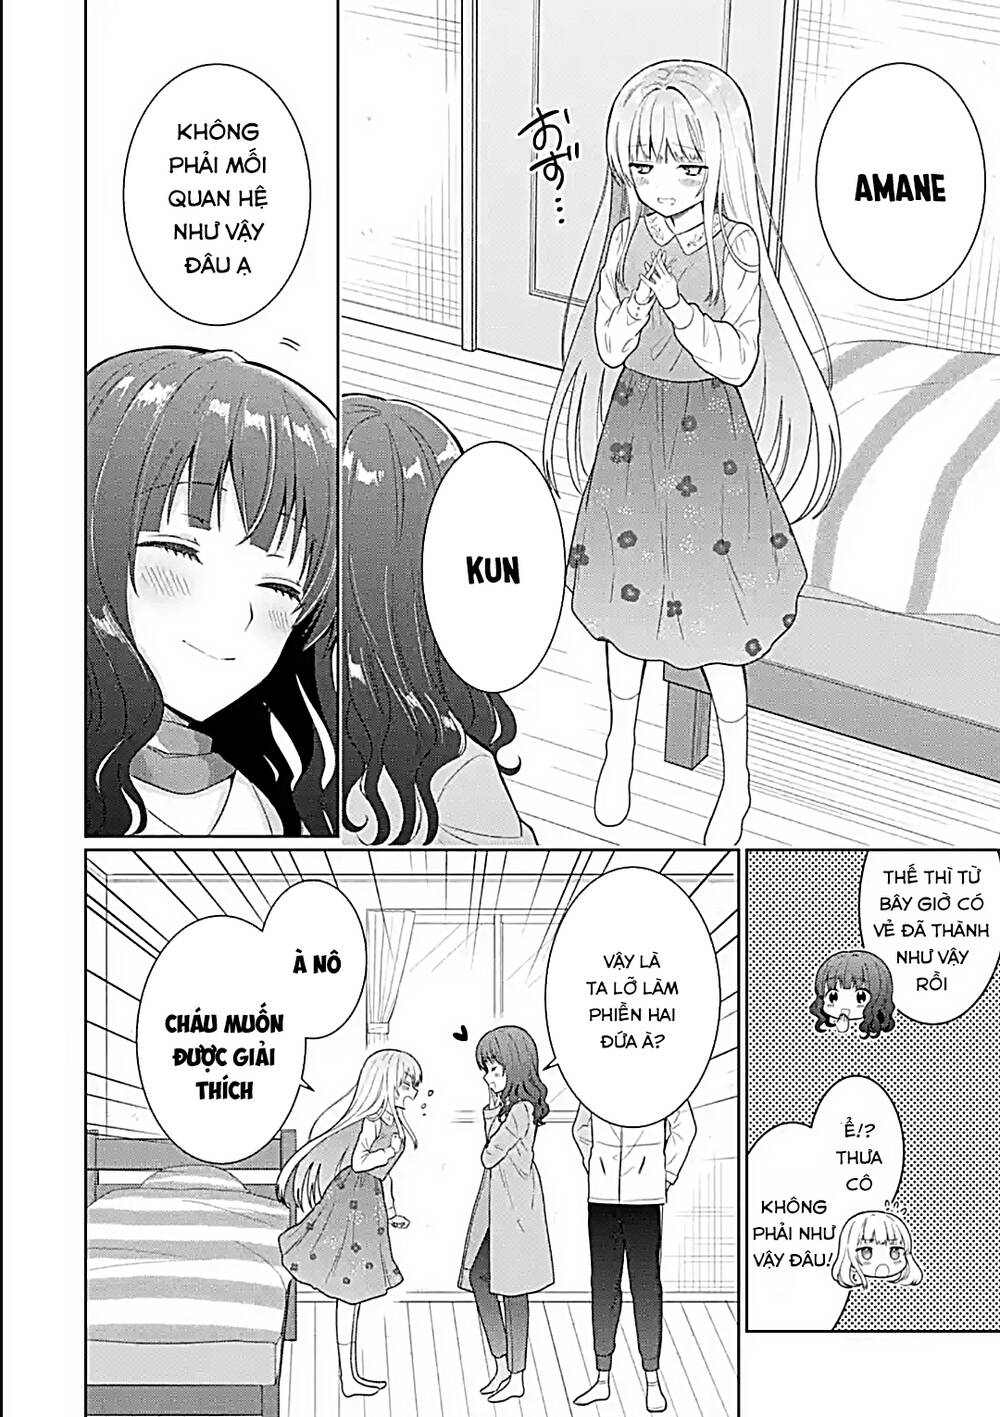 AMANE
おず…
KUN
KHÔNG
PHẢI MỐI
QUAN HỆ
NHƯ VẬY
ĐÂU Ạ
THẾ THÌ TỪ
BÂY GIỜ CÓ
VẺ ĐÃ THÀNH
NHƯ VẬY
RỒI
Ể!?
THƯA
CÔ
KHÔNG
PHẢI NHƯ
VẬY ĐÂU!
VẬY LÀ
TA LỠ LÀM
PHIỀN HAI
ĐỨA À?
À NÔ
CHÁU MUỐN
ĐƯỢC GIẢI
THÍCH